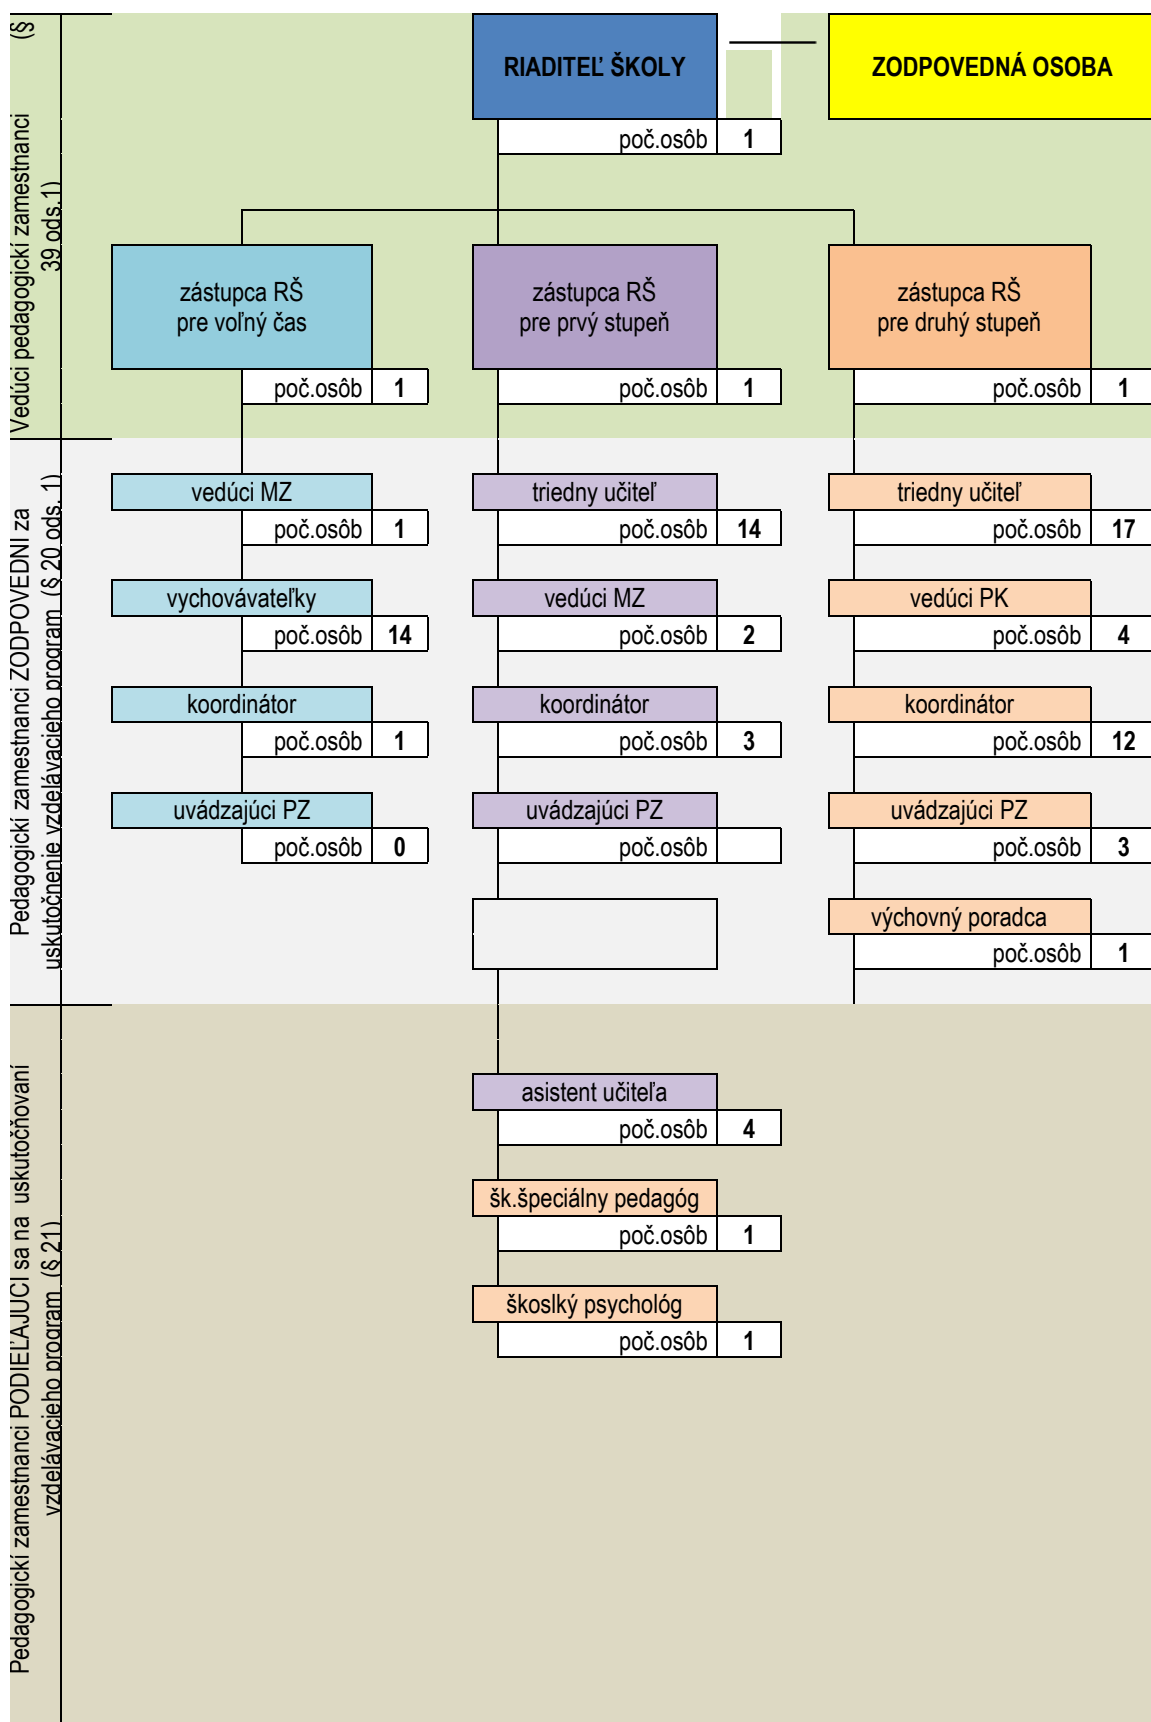 Vedúci pedagogickí zamestnanci (§
39 ods.1)
RIADITEĽ ŠKOLY
ZODPOVEDNÁ OSOBA
poč.osôb 1
zástupca RŠ
pre voľný čas
zástupca RŠ
pre prvý stupeň
zástupca RŠ
pre druhý stupeň
poč.osôb 1
poč.osôb 1
poč.osôb 1
Pedagogickí zamestnanci ZODPOVEDNÍ za
uskutočnenie vzdelávacieho program (§ 20 ods. 1)
vedúci MZ
triedny učiteľ
triedny učiteľ
poč.osôb 1
poč.osôb 14
poč.osôb 17
vychovávateľky
vedúci MZ
vedúci PK
poč.osôb 14
poč.osôb 2
poč.osôb 4
koordinátor
koordinátor
koordinátor
poč.osôb 1
poč.osôb 3
poč.osôb 12
uvádzajúci PZ
uvádzajúci PZ
uvádzajúci PZ
poč.osôb 0
poč.osôb
poč.osôb 3
výchovný poradca
poč.osôb 1
Pedagogickí zamestnanci PODIEĽAJÚCI sa na uskutočňovaní
vzdelávacieho program (§ 21)
asistent učiteľa
poč.osôb 4
šk.špeciálny pedagóg
poč.osôb 1
škoslký psychológ
poč.osôb 1